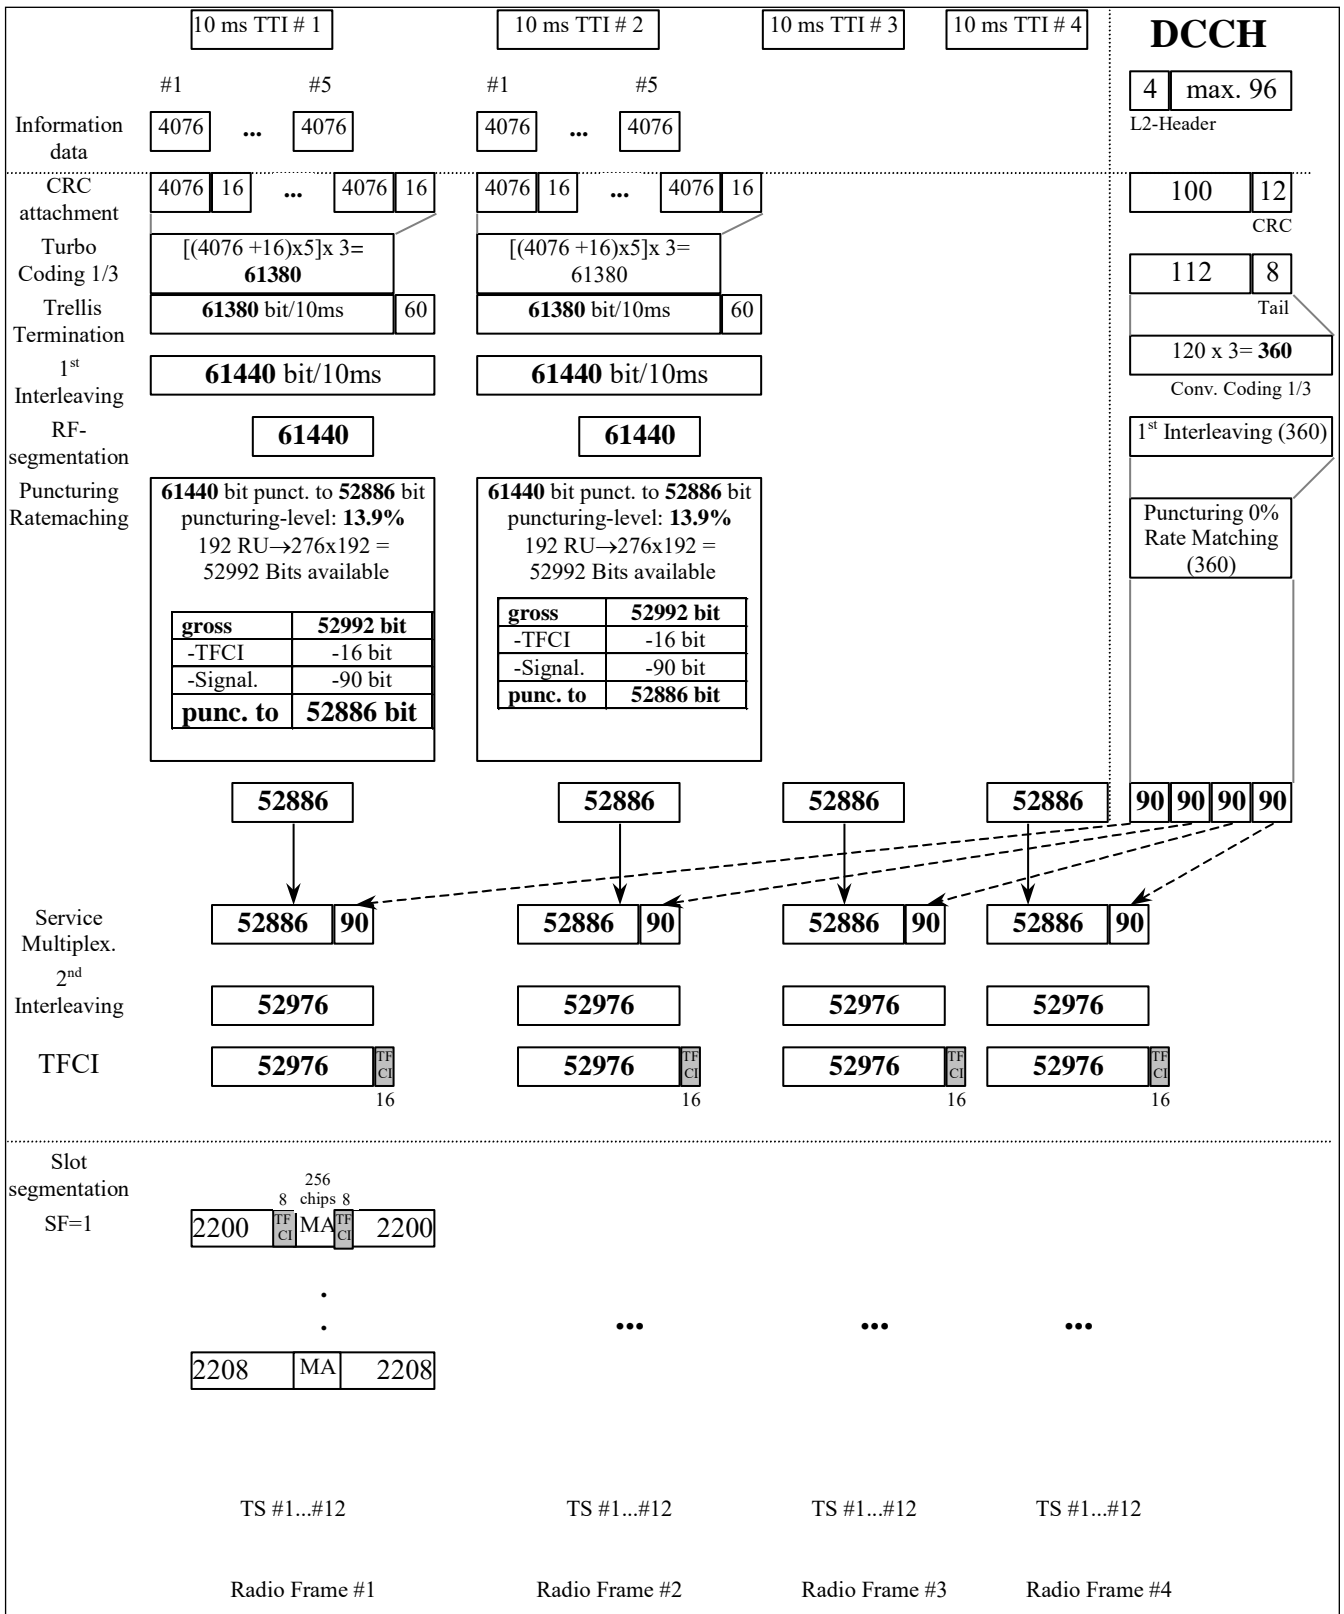 10 ms TTI # 1 10 ms TTI # 2 10 ms TTI # 3 10 ms TTI # 4 DCCH
#1 #5 #1 #5
4 max. 96
L2-Header
Information
data
4076 ... 4076 4076 ... 4076
CRC
attachment
4076 16 ... 4076 16 4076 16 ... 4076 16 100 12
CRC
Turbo
Coding 1/3
[(4076 +16)x5]x 3=
61380
[(4076 +16)x5]x 3=
61380
112 8
Tail
Trellis
Termination
61380 bit/10ms 60 61380 bit/10ms 60
120 x 3= 360
Conv. Coding 1/3
1st
Interleaving
61440 bit/10ms 61440 bit/10ms
RF-
segmentation
61440 61440 1st Interleaving (360)
Puncturing
Ratemaching
61440 bit punct. to 52886 bit
puncturing-level: 13.9%
192 RU→276x192 =
52992 Bits available
gross 52992 bit
-TFCI -16 bit
-Signal. -90 bit
punc. to 52886 bit
61440 bit punct. to 52886 bit
puncturing-level: 13.9%
192 RU→276x192 =
52992 Bits available
gross 52992 bit
-TFCI -16 bit
-Signal. -90 bit
punc. to 52886 bit
Puncturing 0%
Rate Matching
(360)
52886 52886 52886 52886 90 90 90 90
Service
Multiplex.
52886 90 52886 90 52886 90 52886 90
2nd
Interleaving
52976 52976 52976 52976
TFCI
52976 TF
CI
16
52976 TF
CI
16
52976 TF
CI
16
52976 TF
CI
16
Slot
segmentation
SF=1
256
8 chips 8
2200 TF
CI MA TF
CI 2200
.
.
... ... ...
2208 MA 2208
TS #1...#12 TS #1...#12 TS #1...#12 TS #1...#12
Radio Frame #1 Radio Frame #2 Radio Frame #3 Radio Frame #4